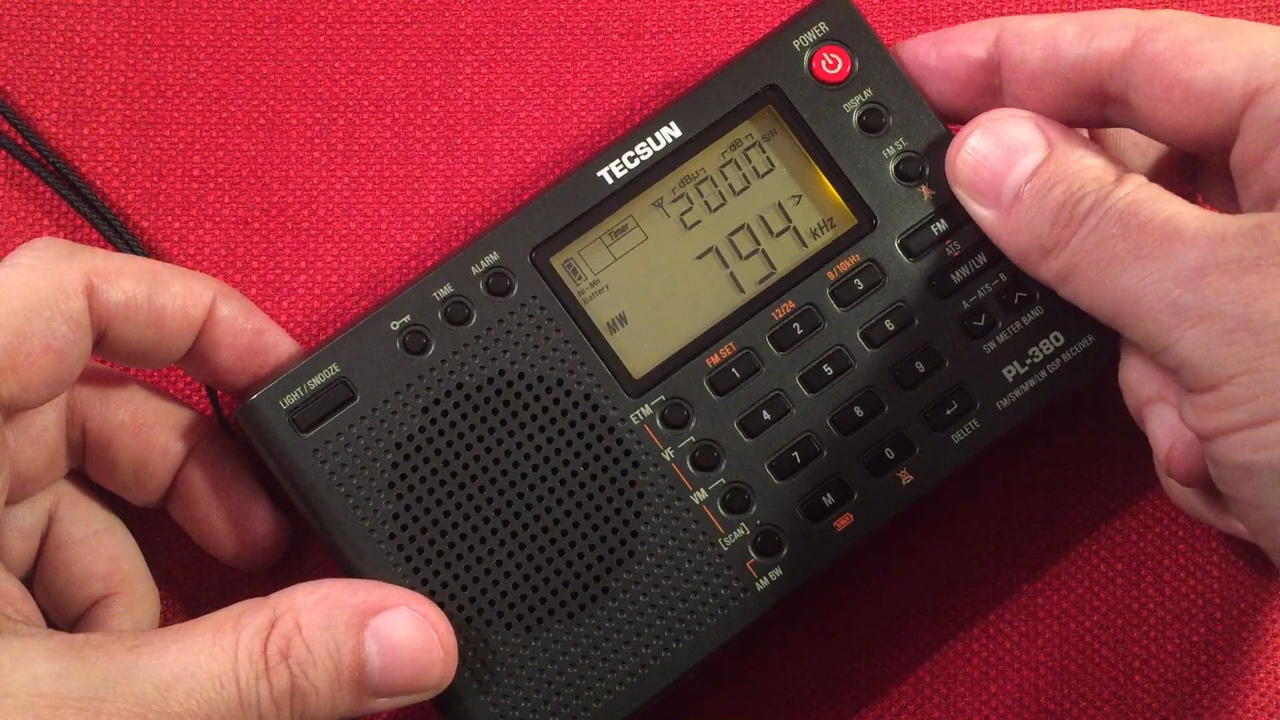 POWER
DISPLAY
FM ST.
TECSUN
dBμ dB S/N
2000
Timer
794 kHz
Ni-MH
Battery
MW
FM
ATS
MW/LW
A—ATS—B
SW METER BAND
PL-380
FM/SW/MW/LW DSP RECEIVER
ALARM
TIME
LIGHT/SNOOZE
FM SET
12/24
9/10kHz
1
2
3
4
5
6
7
8
9
M
0
DELETE
ETM
VF
VM
[SCAN]
AM BW